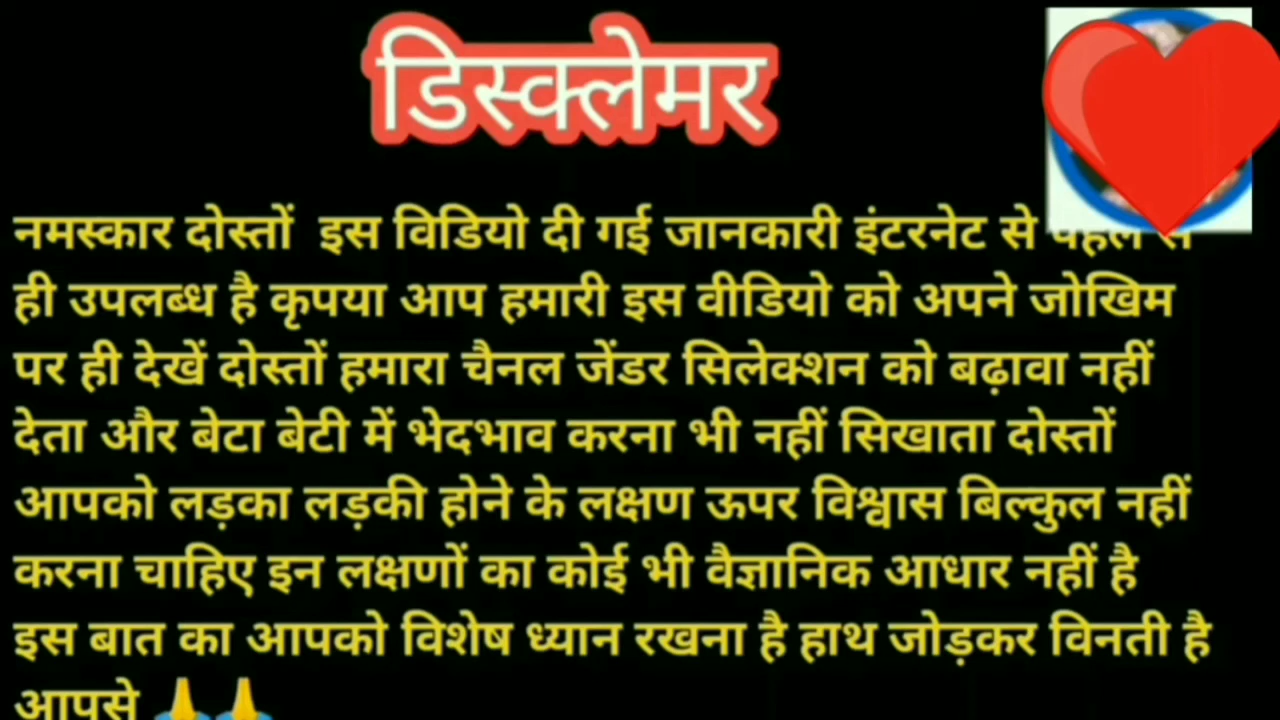 डिस्क्लेमर
नमस्कार दोस्तों इस विडियो दी गई जानकारी इंटरनेट से
ही उपलब्ध है कृपया आप हमारी इस वीडियो को अपने जोखिम
पर ही देखें दोस्तों हमारा चैनल जेंडर सिलेक्शन को बढ़ावा नहीं
देता और बेटा बेटी में भेदभाव करना भी नहीं सिखाता दोस्तों
आपको लड़का लड़की होने के लक्षण ऊपर विश्वास बिल्कुल नहीं
करना चाहिए इन लक्षणों का कोई भी वैज्ञानिक आधार नहीं है
इस बात का आपको विशेष ध्यान रखना है हाथ जोड़कर विनती है
आपसे 🙏🙏